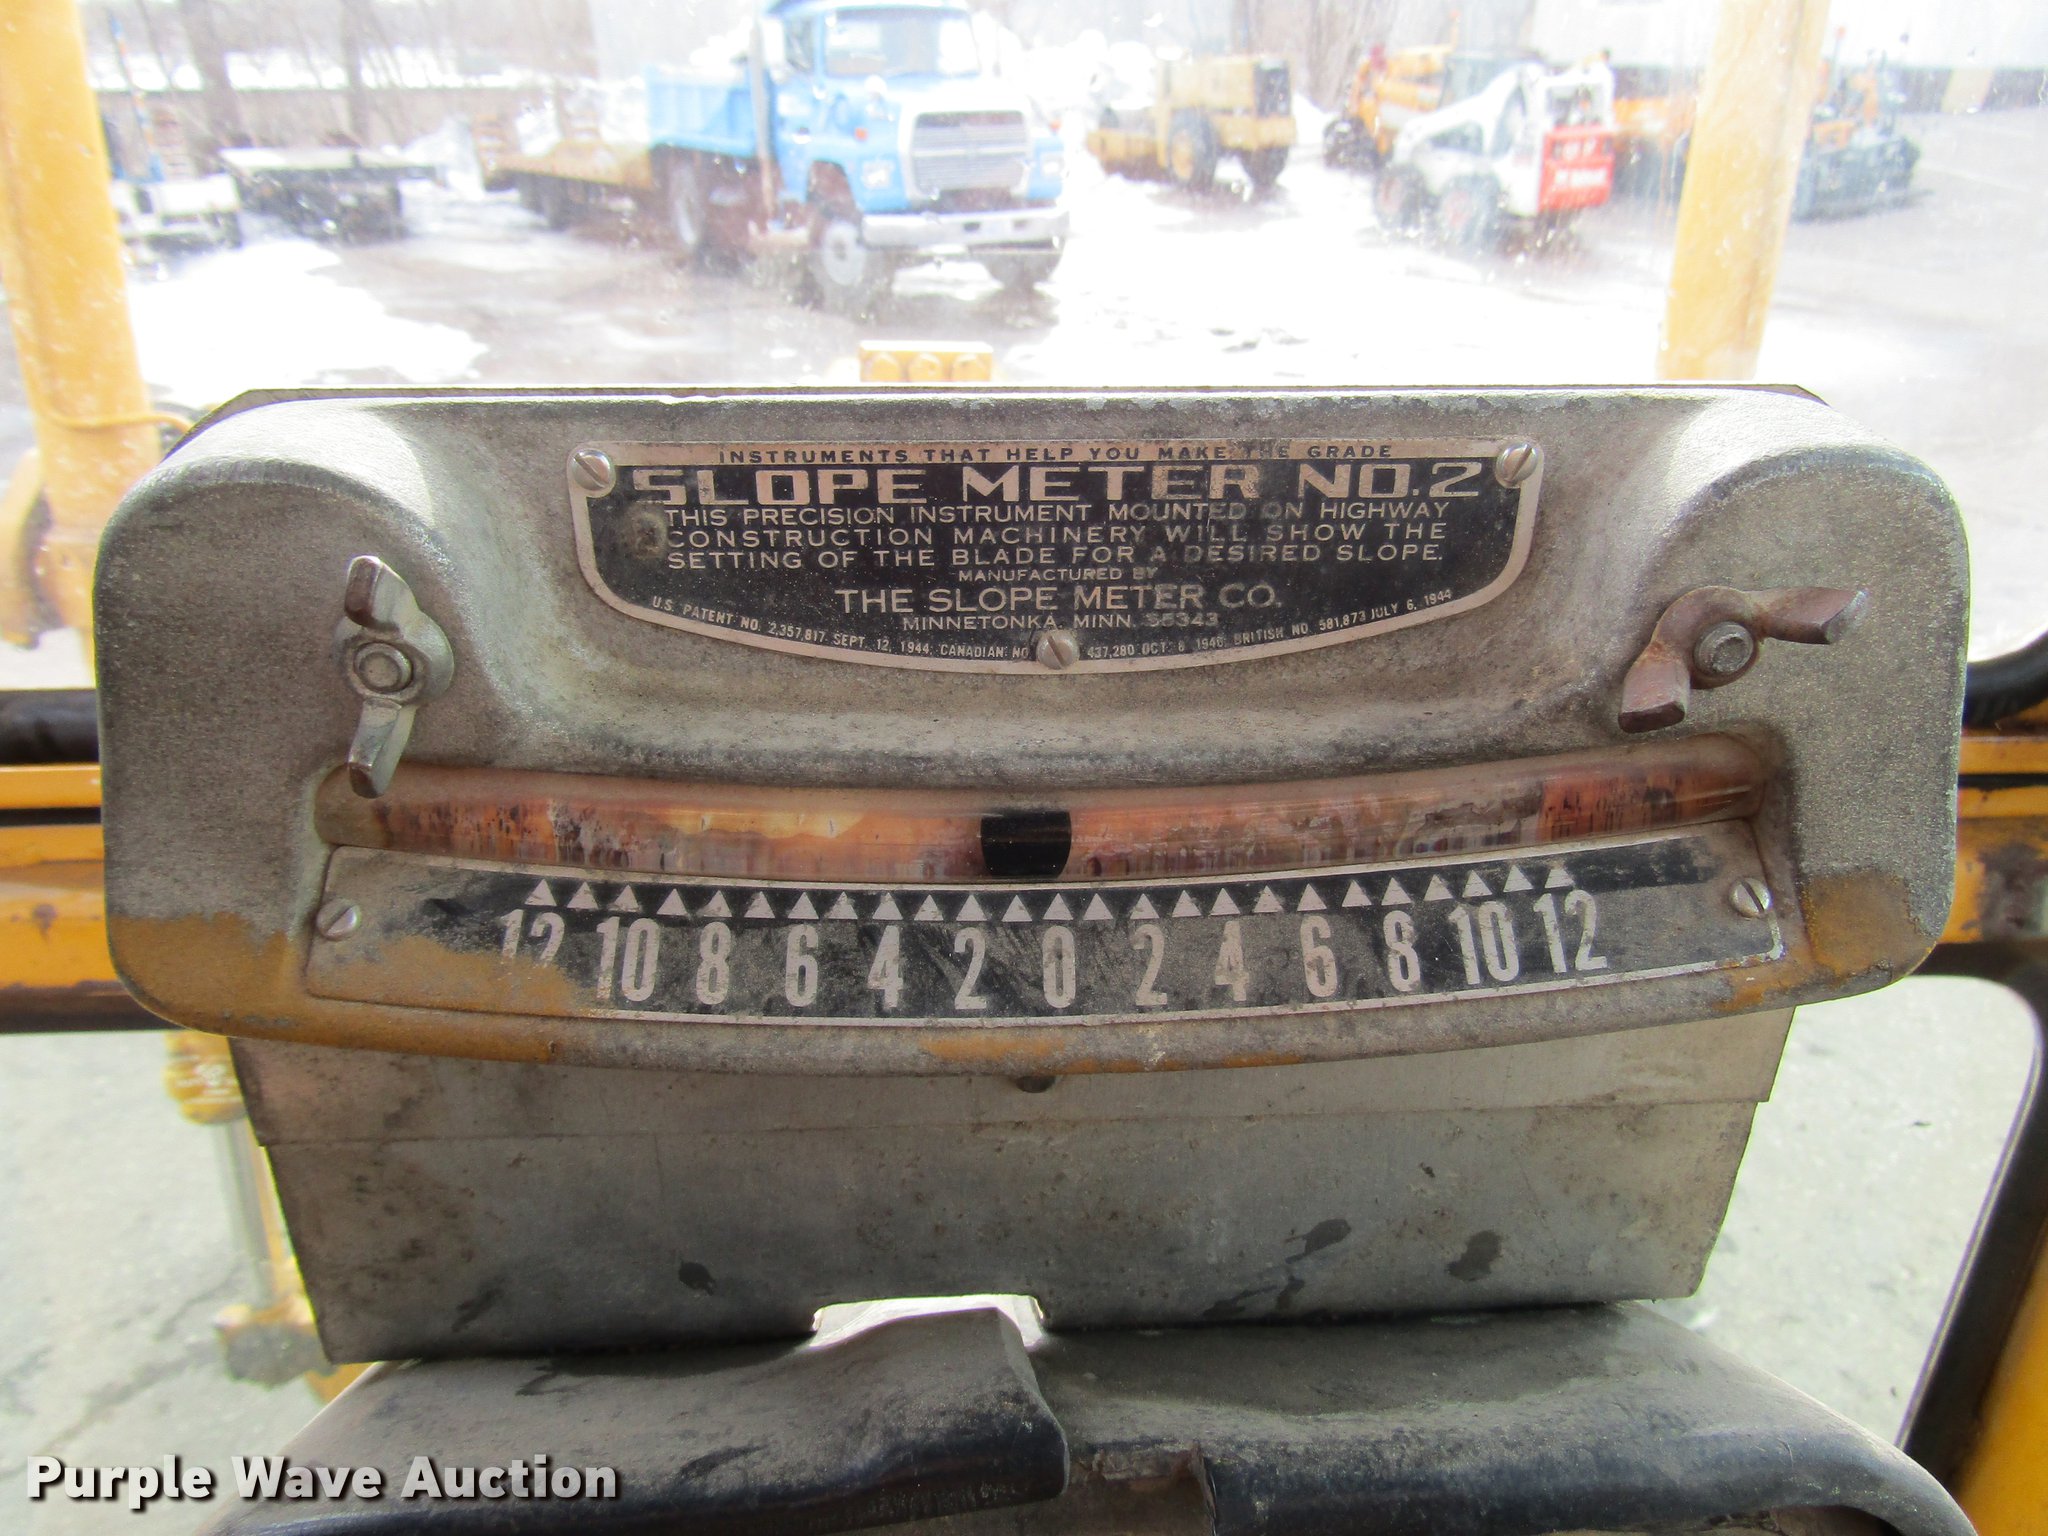 INSTRUMENTS THAT HELP YOU MAKE THE GRADE
SLOPE METER NO.2
THIS PRECISION INSTRUMENT MOUNTED ON HIGHWAY
CONSTRUCTION MACHINERY WILL SHOW THE
SETTING OF THE BLADE FOR A DESIRED SLOPE.
MANUFACTURED BY
THE SLOPE METER CO.
MINNETONKA, MINN. 55343
U.S. PATENT NO. 2,357,817 SEPT. 12, 1944; CANADIAN NO 437,280 OCT. 8 1946; BRITISH NO. 581,873 JULY 6, 1944
12 10 8 6 4 2 0 2 4 6 8 10 12
Purple Wave Auction